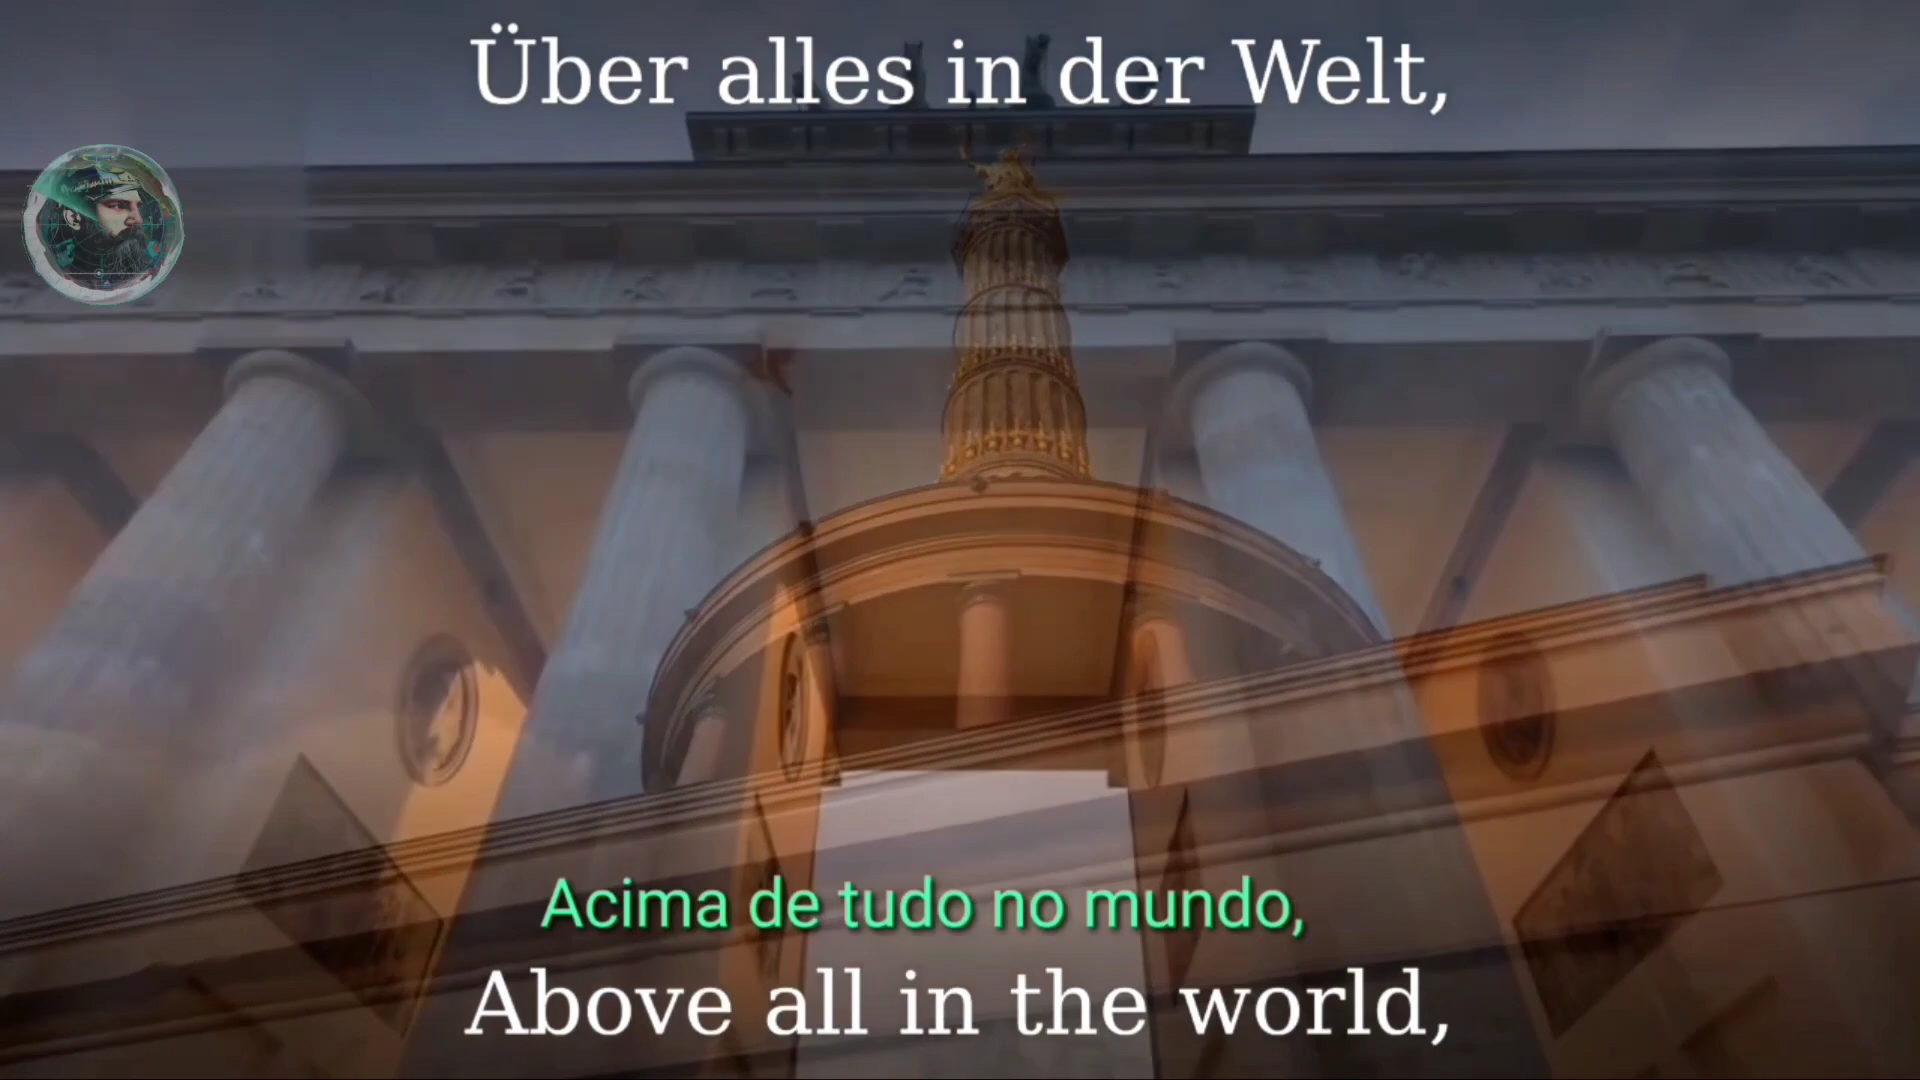 Über alles in der Welt,
Acima de tudo no mundo,
Above all in the world,